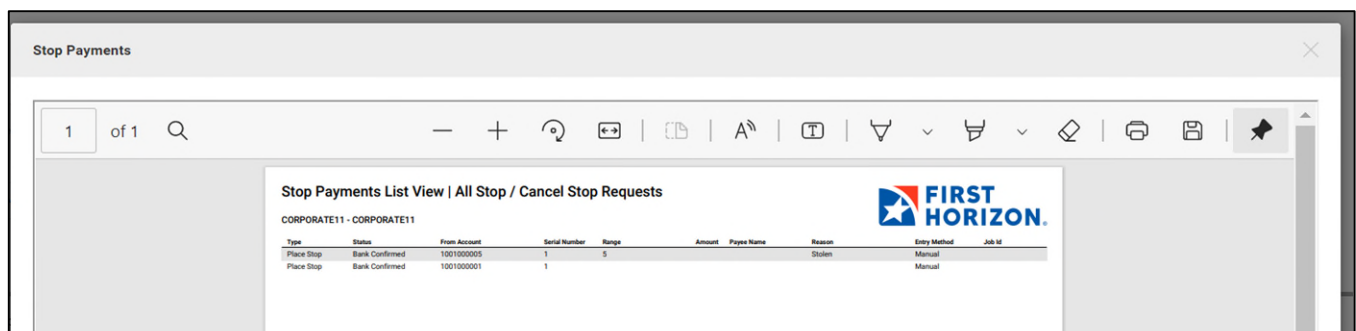 Stop Payments
1 of 1
Stop Payments List View | All Stop / Cancel Stop Requests
FIRST
HORIZON.
CORPORATE11 - CORPORATE11
Type Status From Account Serial Number Range Amount Payee Name Reason Entry Method Job Id
Place Stop Bank Confirmed 1001000005 1 5 Stolen Manual
Place Stop Bank Confirmed 1001000001 1 Manual